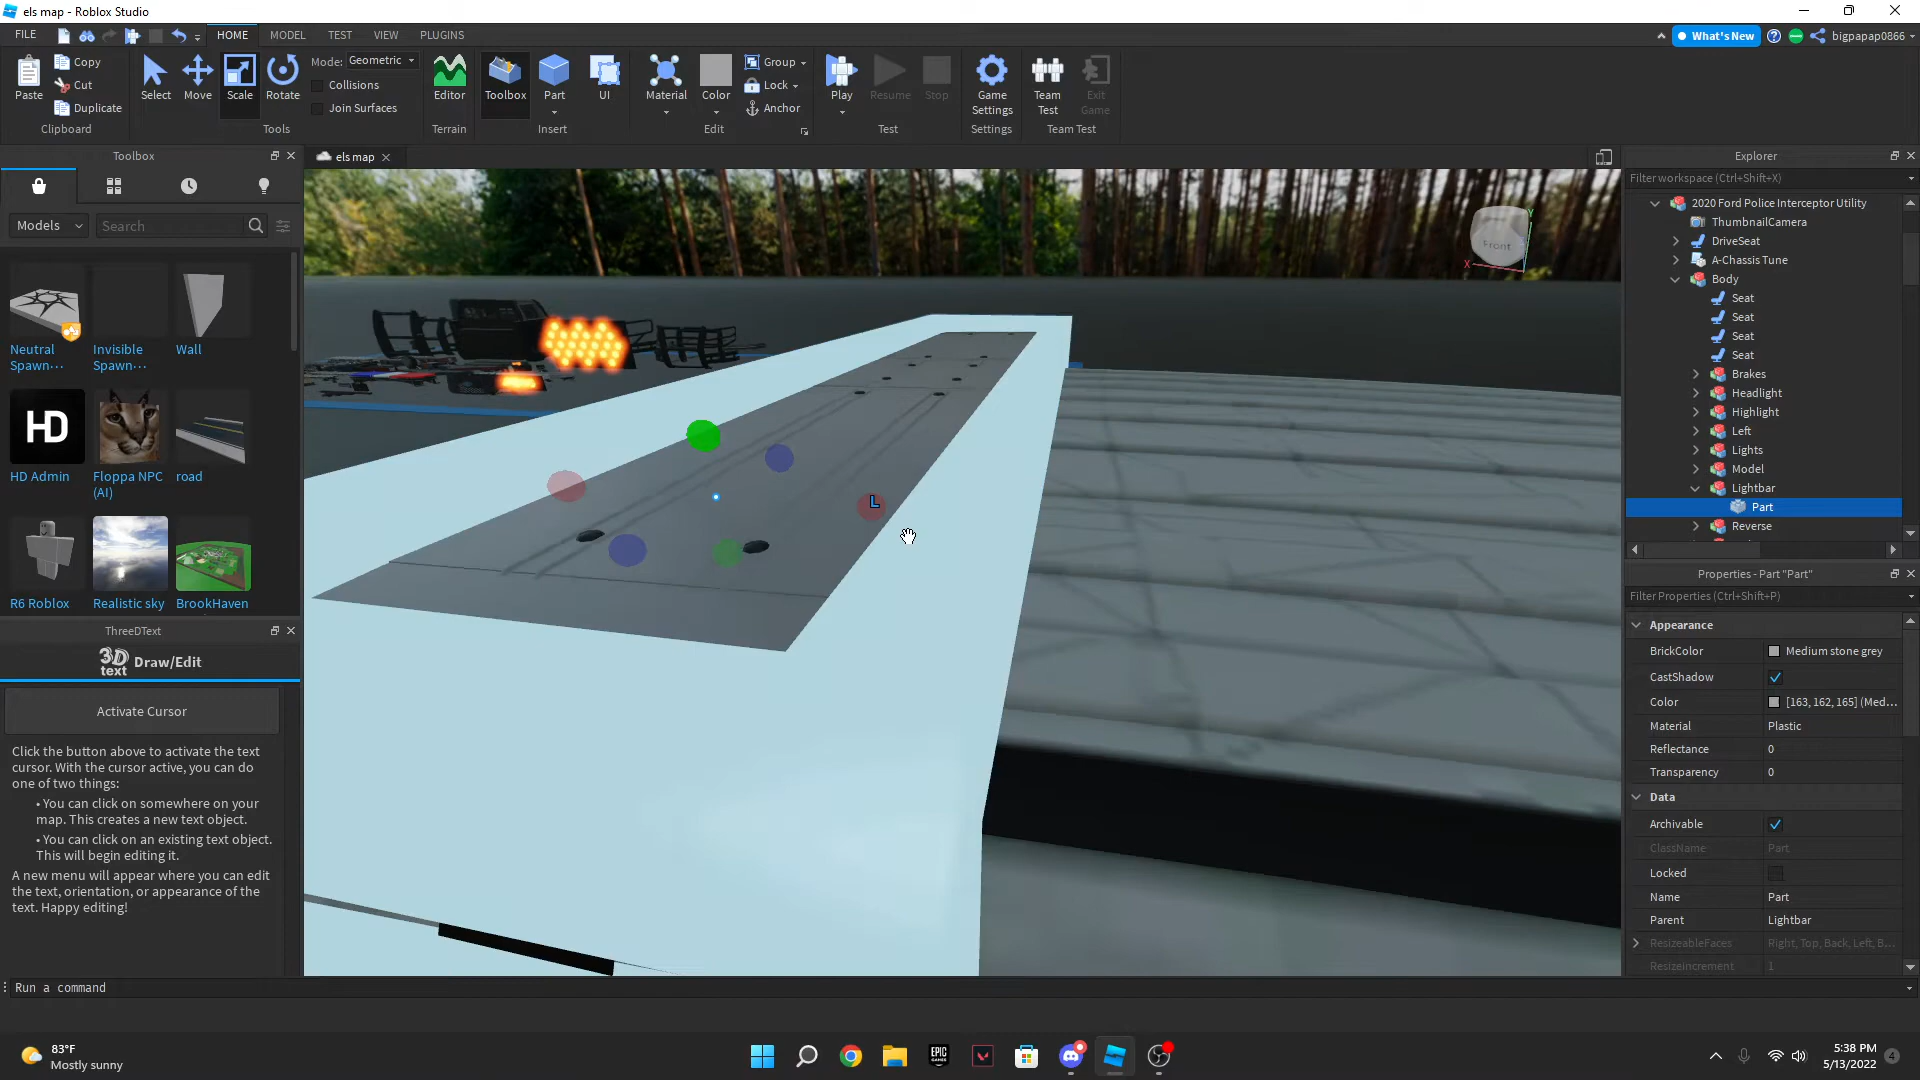 els map - Roblox Studio
FILE
HOME
MODEL
TEST
VIEW
PLUGINS
What's New
bigpapap0866
Paste
Copy
Cut
Duplicate
Clipboard
Select
Move
Scale
Rotate
Mode: Geometric
Collisions
Join Surfaces
Tools
Editor
Terrain
Toolbox
Part
UI
Insert
Material
Color
Group
Lock
Anchor
Edit
Play
Resume
Stop
Test
Game
Settings
Settings
Team
Test
Exit
Game
Team Test
Toolbox
Models
Search
Neutral
Spawn···
Invisible
Spawn···
Wall
HD
HD Admin
Floppa NPC
(AI)
road
R6 Roblox
Realistic sky
BrookHaven
ThreeDText
3D
text Draw/Edit
Activate Cursor
Click the button above to activate the text
cursor. With the cursor active, you can do
one of two things:
• You can click on somewhere on your
map. This creates a new text object.
• You can click on an existing text object.
This will begin editing it.
A new menu will appear where you can edit
the text, orientation, or appearance of the
text. Happy editing!
els map
Front
X
Y
L
Explorer
Filter workspace (Ctrl+Shift+X)
2020 Ford Police Interceptor Utility
ThumbnailCamera
DriveSeat
A-Chassis Tune
Body
Seat
Seat
Seat
Seat
Brakes
Headlight
Highlight
Left
Lights
Model
Lightbar
Part
Reverse
Properties - Part "Part"
Filter Properties (Ctrl+Shift+P)
Appearance
BrickColor Medium stone grey
CastShadow
Color [163, 162, 165] (Med...
Material Plastic
Reflectance 0
Transparency 0
Data
Archivable
ClassName Part
Locked
Name Part
Parent Lightbar
ResizeableFaces Right, Top, Back, Left, B...
ResizeIncrement 1
Run a command
83°F
Mostly sunny
EPIC
GAMES
5:38 PM
5/13/2022
4